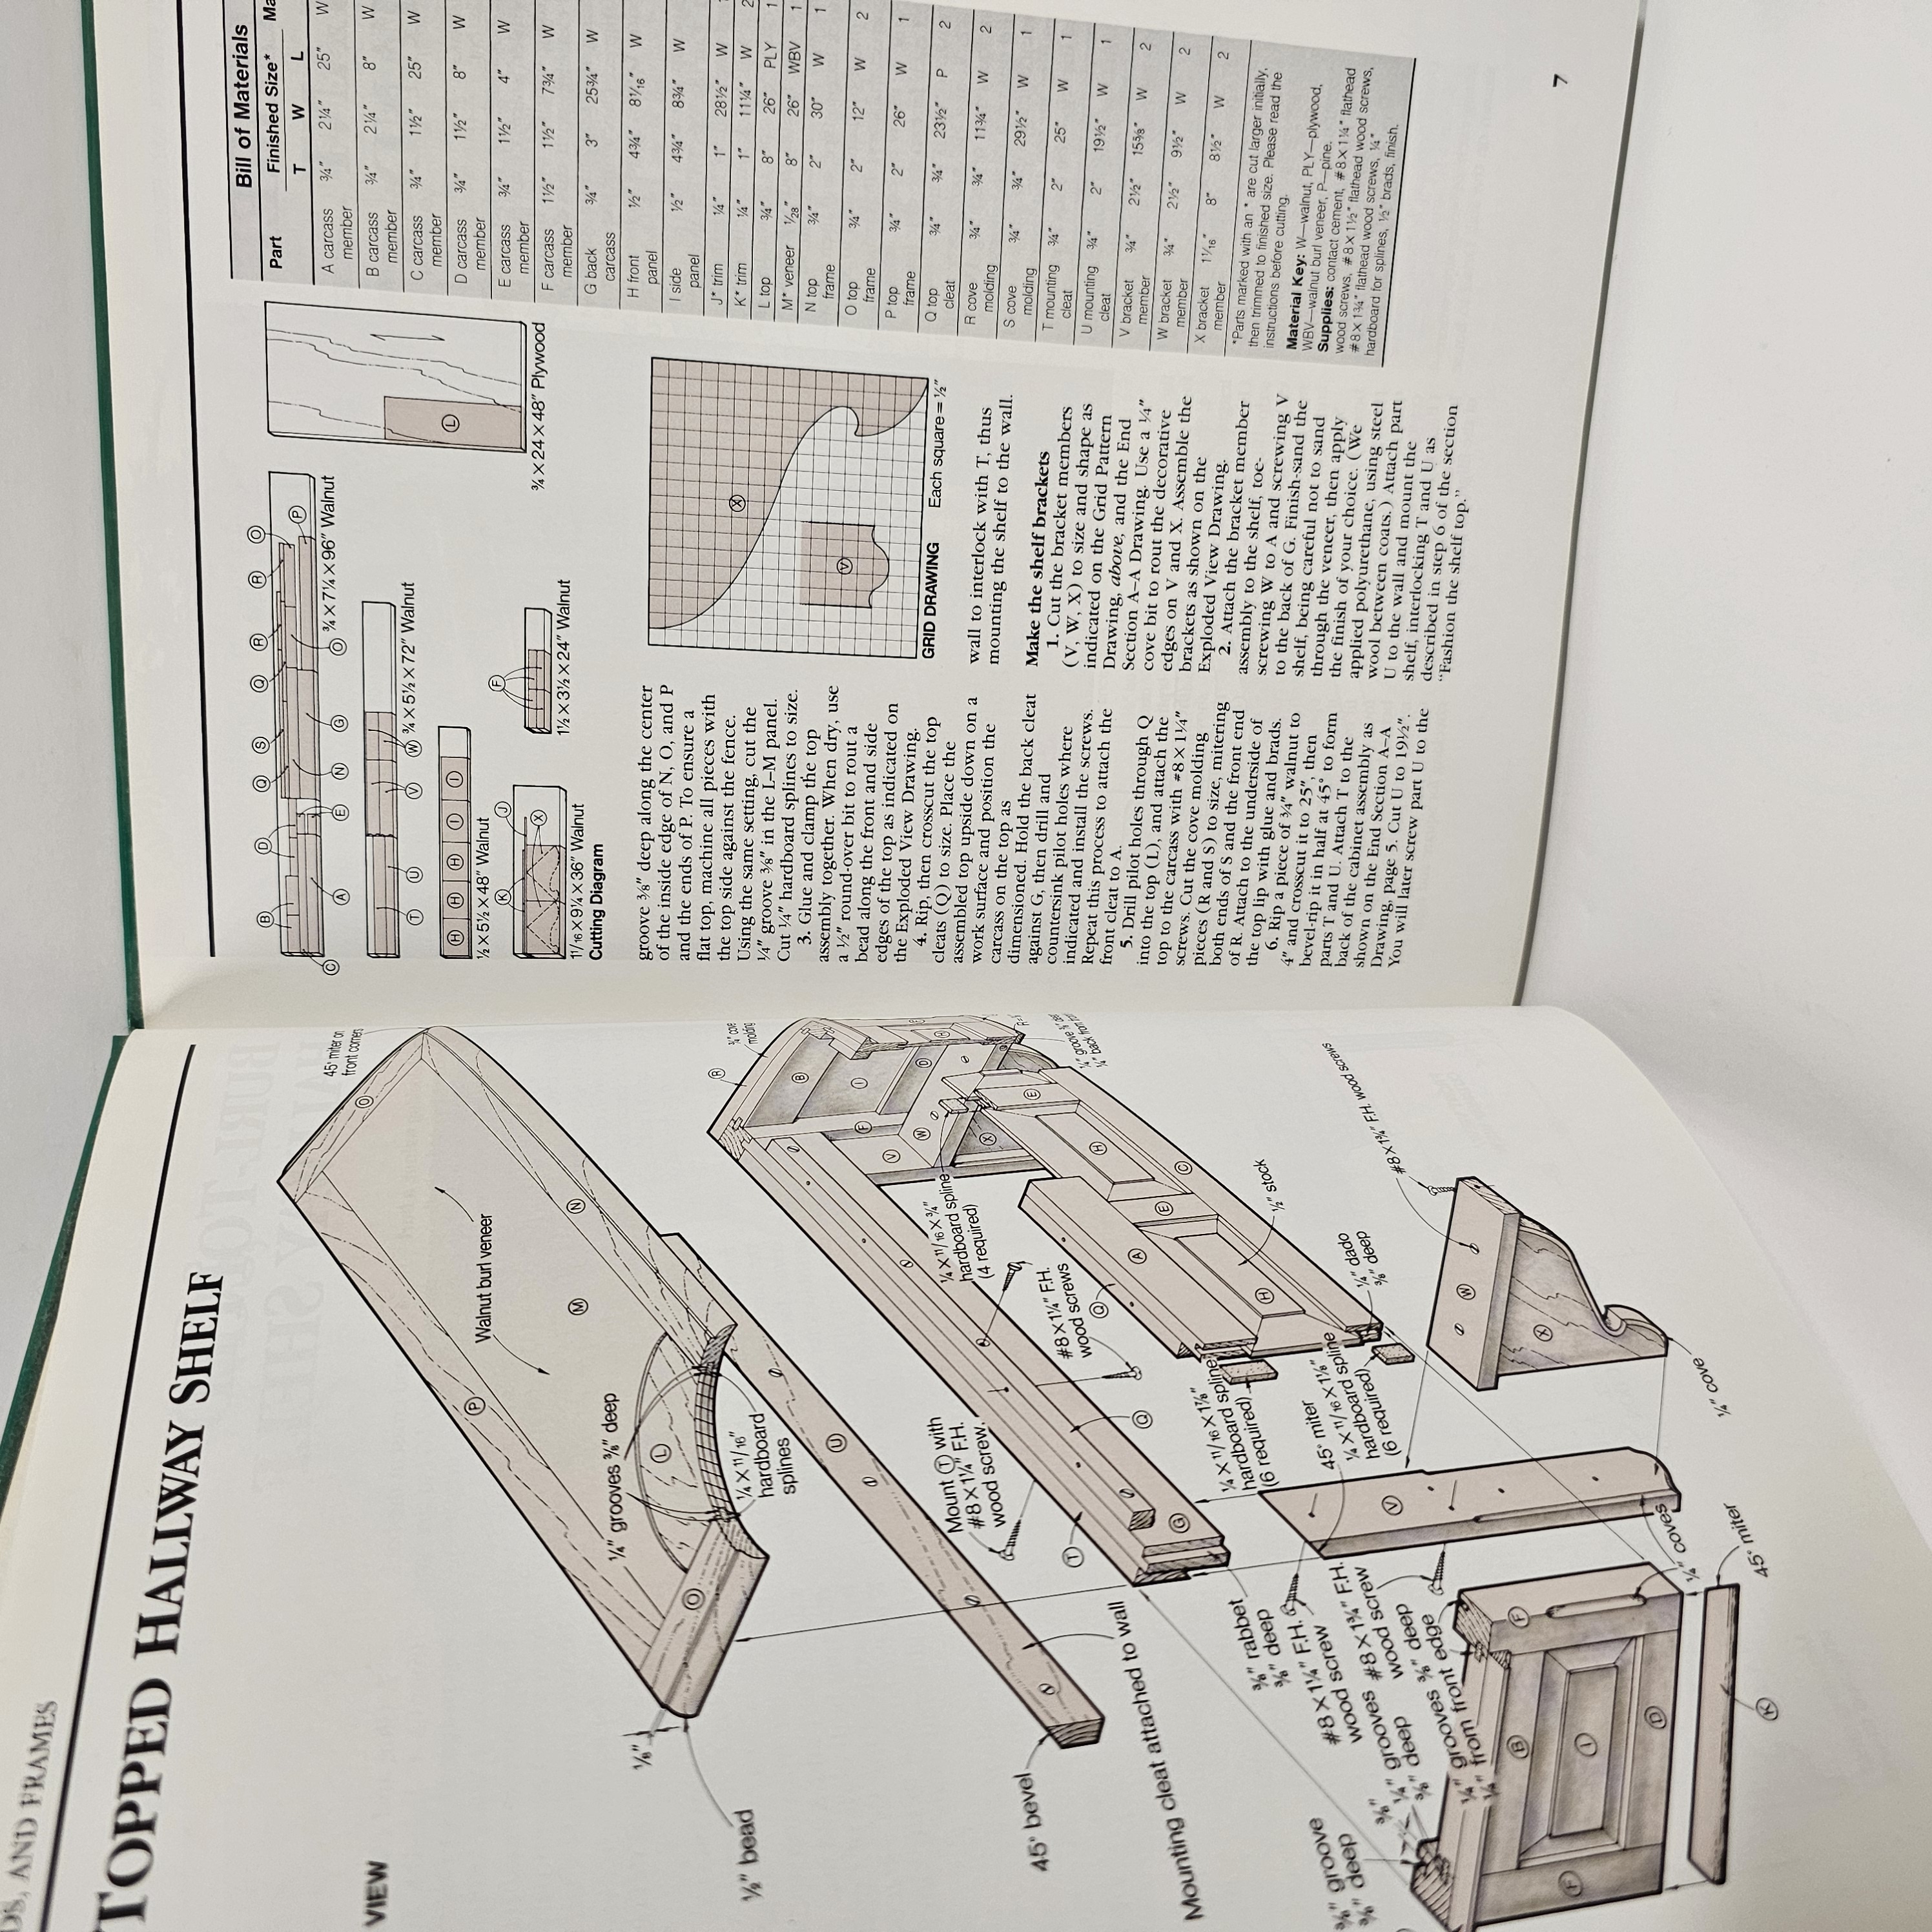 DS, AND FRAMES
TOPPED HALLWAY SHELF
VIEW
45° miter on
front corners
O
P
Walnut burl veneer
M
N
¼" grooves ⅜" deep
⅛"
L
O
½" bead
¼ X 11/16"
hardboard
splines
R
¾" cove
molding
B
U
I
F
V
W
D
H
Mount T with
#8 X 1¼" F.H.
wood screw.
¼ X 11/16 X ¾"
hardboard spline
(4 required)
X
E
45° bevel
N
T
#8 X 1¼" F.H.
wood screws
Q
H
A
Q
E
G
C
Mounting cleat attached to wall
¼ X 11/16 X 1⅞"
hardboard spline
(6 required)
⅜" rabbet
⅜" deep
H
½" stock
#8 X 1¼" F.H.
wood screw
45° miter
¼ X 11/16 X 1⅛"
hardboard spline
(6 required)
¼" dado
⅜" deep
⅜" groove
⅜" deep
⅜"
¼" grooves
⅜" deep
#8 X 1¾" F.H.
wood screw
#8 X 1¾" F.H. wood screws
¼" grooves ⅜" deep
¼" from front edge
V
W
B
F
X
F
I
D
¼" coves
¼" cove
45° miter
K
B D Q S Q R R O
C A E N G O P
¾ X 7¼ X 96" Walnut
T U V W ¾ X 5½ X 72" Walnut
H H H I I
½ X 5½ X 48" Walnut
K J X
11/16 X 9¼ X 36" Walnut
F
1½ X 3½ X 24" Walnut
L
¾ X 24 X 48" Plywood
Cutting Diagram
groove ⅜" deep along the center
of the inside edge of N, O, and P
and the ends of P. To ensure a
flat top, machine all pieces with
the top side against the fence.
Using the same setting, cut the
¼" groove ⅜" in the L–M panel.
Cut ¼" hardboard splines to size.
3. Glue and clamp the top
assembly together. When dry, use
a ½" round-over bit to rout a
bead along the front and side
edges of the top as indicated on
the Exploded View Drawing.
4. Rip, then crosscut the top
cleats (Q) to size. Place the
assembled top upside down on a
work surface and position the
carcass on the top as
dimensioned. Hold the back cleat
against G, then drill and
countersink pilot holes where
indicated and install the screws.
Repeat this process to attach the
front cleat to A.
5. Drill pilot holes through Q
into the top (L), and attach the
top to the carcass with #8 X 1¼"
screws. Cut the cove molding
pieces (R and S) to size, mitering
both ends of S and the front end
of R. Attach to the underside of
the top lip with glue and brads.
6. Rip a piece of ¾" walnut to
4" and crosscut it to 25", then
bevel-rip it in half at 45° to form
parts T and U. Attach T to the
back of the cabinet assembly as
shown on the End Section A–A
Drawing, page 5. Cut U to 19½".
You will later screw part U to the
X
V
GRID DRAWING Each square = ½"
wall to interlock with T, thus
mounting the shelf to the wall.
Make the shelf brackets
1. Cut the bracket members
(V, W, X) to size and shape as
indicated on the Grid Pattern
Drawing, above, and the End
Section A–A Drawing. Use a ¼"
cove bit to rout the decorative
edges on V and X. Assemble the
brackets as shown on the
Exploded View Drawing.
2. Attach the bracket member
assembly to the shelf, toe-
screwing W to A and screwing V
to the back of G. Finish-sand the
shelf, being careful not to sand
through the veneer, then apply
the finish of your choice. (We
applied polyurethane, using steel
wool between coats.) Attach part
U to the wall and mount the
shelf, interlocking T and U as
described in step 6 of the section
"Fashion the shelf top."
Bill of Materials
Part Finished Size* Ma
T W L
A carcass member ¾" 2¼" 25" W
B carcass member ¾" 2¼" 8" W
C carcass member ¾" 1½" 25" W
D carcass member ¾" 1½" 8" W
E carcass member ¾" 1½" 4" W
F carcass member 1½" 1½" 7¾" W
G back carcass ¾" 3" 25¾" W
H front panel ½" 4¾" 8¹⁄₁₆" W
I side panel ½" 4¾" 8¾" W
J* trim ¼" 1" 28½" W
K* trim ¼" 1" 11¼" W 2
L top ¾" 8" 26" PLY 1
M* veneer 1/28" 8" 26" WBV 1
N top frame ¾" 2" 30" W 1
O top frame ¾" 2" 12" W 2
P top frame ¾" 2" 26" W 1
Q top cleat ¾" ¾" 23½" P 2
R cove molding ¾" ¾" 11¾" W 2
S cove molding ¾" ¾" 29½" W 1
T mounting cleat ¾" 2" 25" W 1
U mounting cleat ¾" 2" 19½" W 1
V bracket member ¾" 2½" 15⅝" W 2
W bracket member ¾" 2½" 9½" W 2
X bracket member 1¹⁄₁₆" 8" 8½" W 2
*Parts marked with an * are cut larger initially,
then trimmed to finished size. Please read the
instructions before cutting.
Material Key: W—walnut, PLY—plywood,
WBV—walnut burl veneer, P—pine.
Supplies: contact cement, #8 X 1¼" flathead
wood screws, #8 X 1½" flathead wood screws,
#8 X 1¾" flathead wood screws, ¼"
hardboard for splines, ½" brads, finish.
7